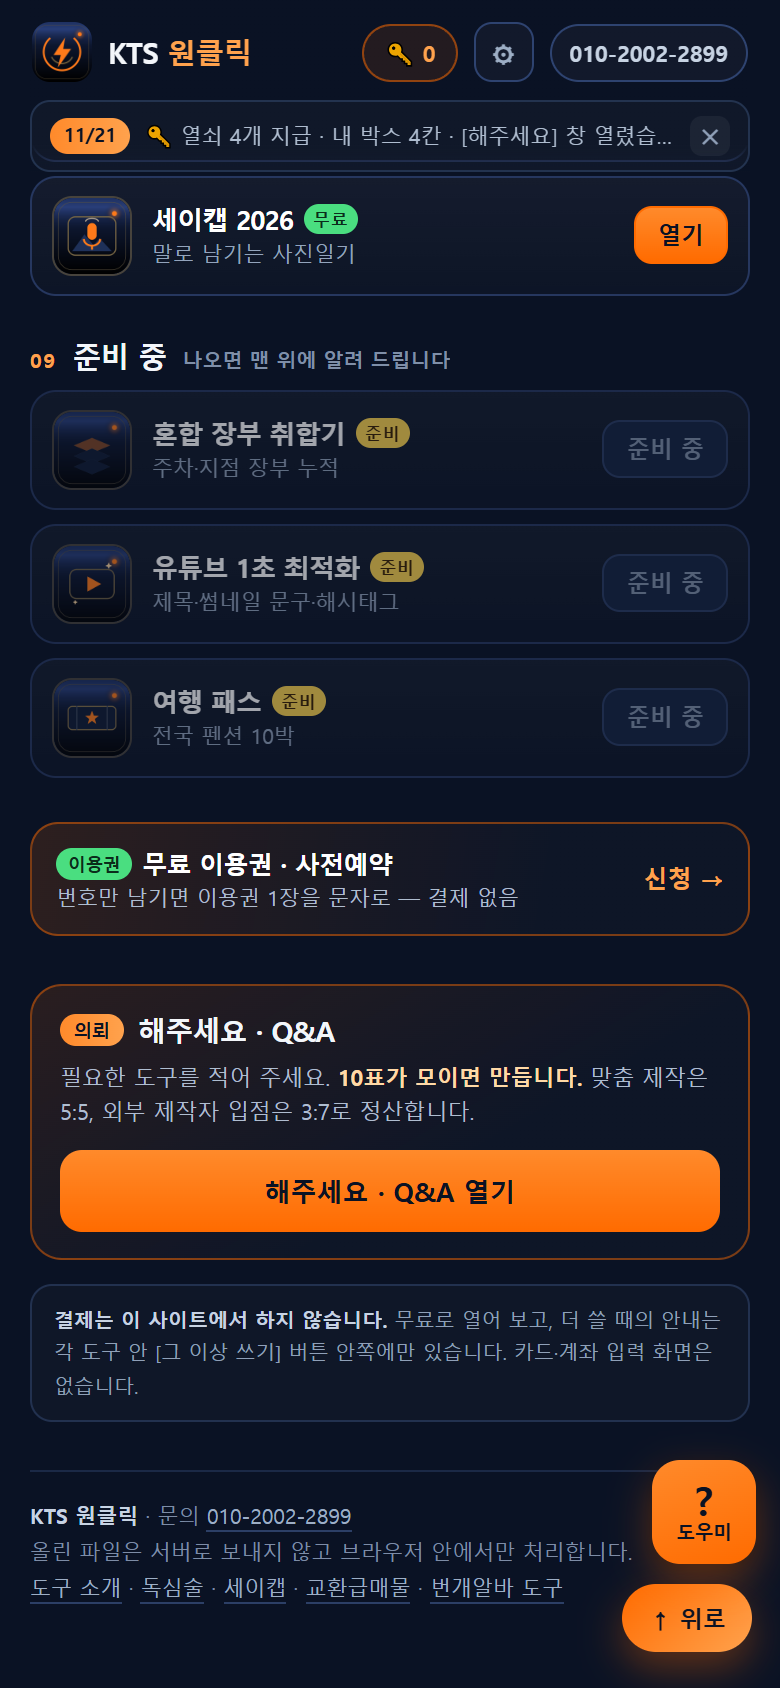 KTS 원클릭
🔑 0
⚙
010-2002-2899
11/21 🔑 열쇠 4개 지급 · 내 박스 4칸 · [해주세요] 창 열렸습... ✕
세이캡 2026 무료
말로 남기는 사진일기
열기
09 준비 중 나오면 맨 위에 알려 드립니다
혼합 장부 취합기 준비
주차·지점 장부 누적
준비 중
유튜브 1초 최적화 준비
제목·썸네일 문구·해시태그
준비 중
여행 패스 준비
전국 펜션 10박
준비 중
이용권 무료 이용권 · 사전예약
번호만 남기면 이용권 1장을 문자로 — 결제 없음
신청 →
의뢰 해주세요 · Q&A
필요한 도구를 적어 주세요. 10표가 모이면 만듭니다. 맞춤 제작은
5:5, 외부 제작자 입점은 3:7로 정산합니다.
해주세요 · Q&A 열기
결제는 이 사이트에서 하지 않습니다. 무료로 열어 보고, 더 쓸 때의 안내는
각 도구 안 [그 이상 쓰기] 버튼 안쪽에만 있습니다. 카드·계좌 입력 화면은
없습니다.
KTS 원클릭 · 문의 010-2002-2899
올린 파일은 서버로 보내지 않고 브라우저 안에서만 처리합니다.
도구 소개 · 독심술 · 세이캡 · 교환급매물 · 번개알바 도구
?
도우미
↑ 위로